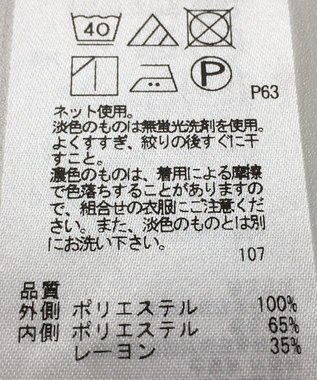 40
P
P63
ネット使用。
淡色のものは無蛍光洗剤を使用。
よくすすぎ、絞りの後すぐに干
すこと。
濃色のものは、着用による摩擦
で色落ちすることがありますの
で、組合せの衣服にご注意くだ
さい。また、淡色のものとは別
にお洗い下さい。
107
品質
外側 ポリエステル 100%
内側 ポリエステル 65%
レーヨン 35%